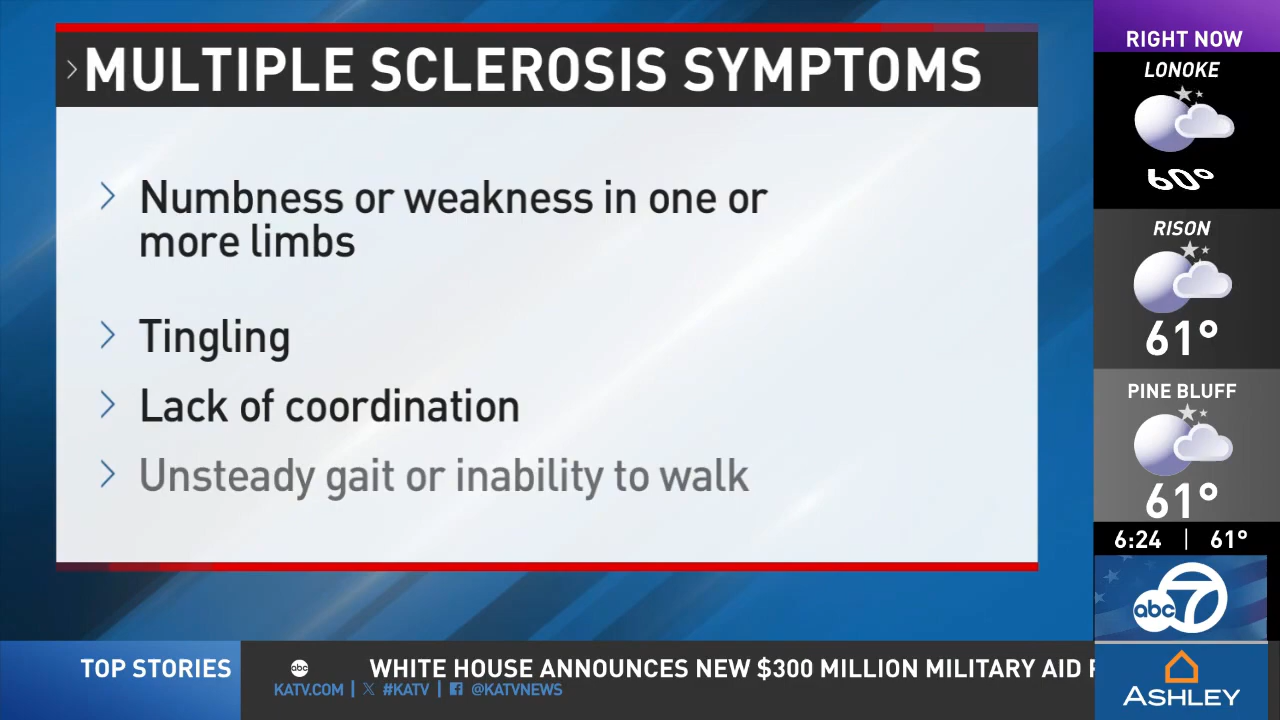 MULTIPLE SCLEROSIS SYMPTOMS
Numbness or weakness in one or
more limbs
Tingling
Lack of coordination
Unsteady gait or inability to walk
RIGHT NOW
LONOKE
60°
RISON
61°
PINE BLUFF
61°
6:24 | 61°
abc 7
TOP STORIES
abc
WHITE HOUSE ANNOUNCES NEW $300 MILLION MILITARY AID
KATV.COM | X #KATV | @KATVNEWS
ASHLEY